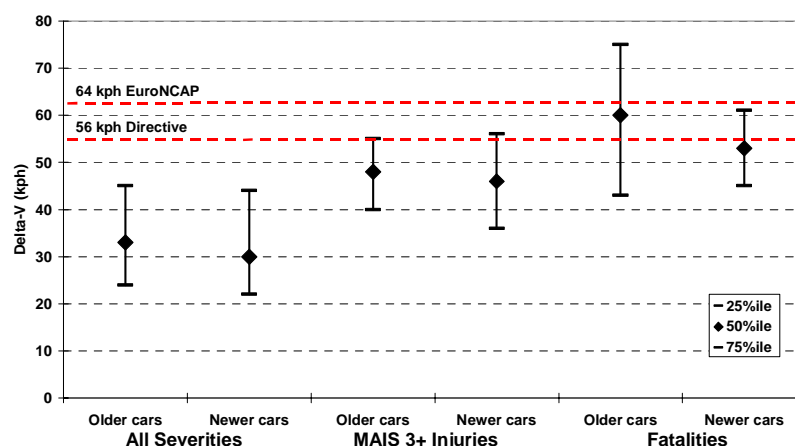 80
70
60
50
40
30
20
10
0
Delta-V (kph)
64 kph EuroNCAP
56 kph Directive
25%ile
50%ile
75%ile
Older cars Newer cars Older cars Newer cars Older cars Newer cars
All Severities MAIS 3+ Injuries Fatalities